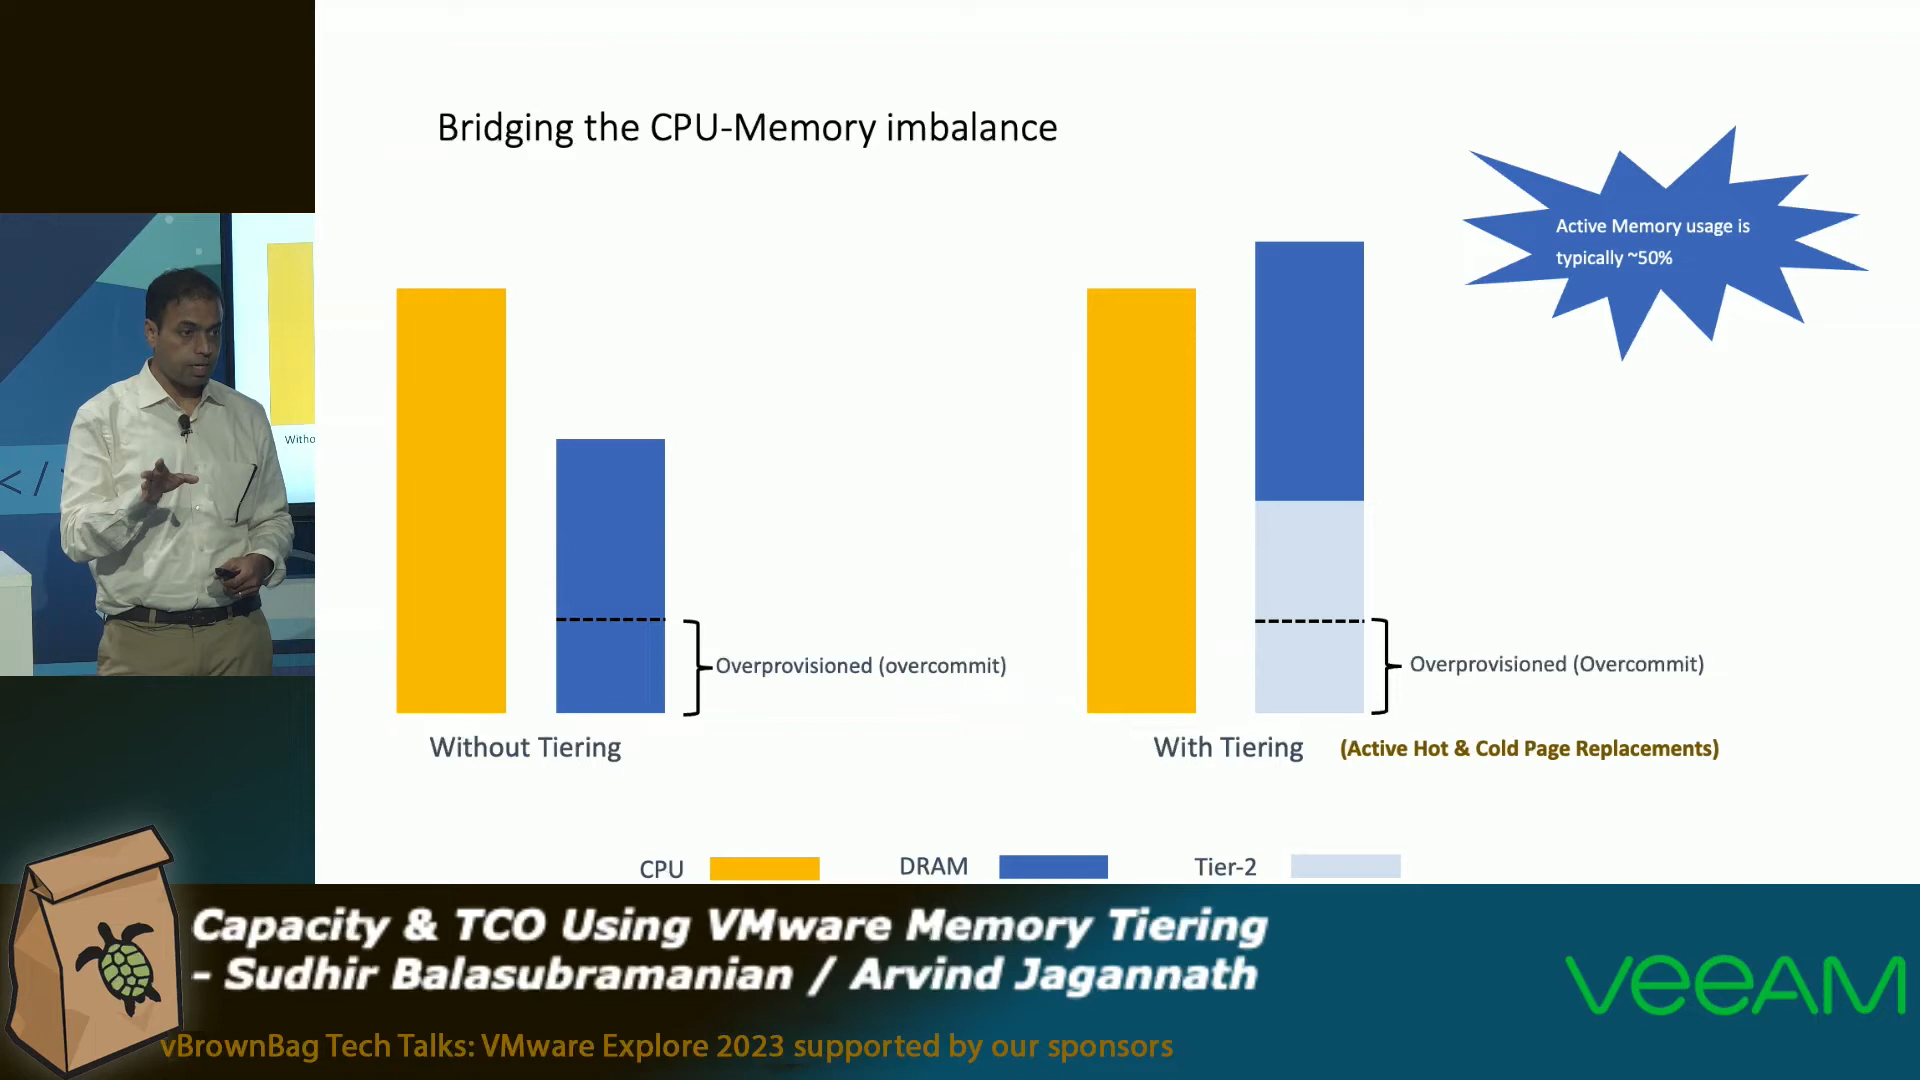 Bridging the CPU-Memory imbalance
Active Memory usage is
typically ~50%
Overprovisioned (overcommit)
Overprovisioned (Overcommit)
Without Tiering
With Tiering
(Active Hot & Cold Page Replacements)
CPU
DRAM
Tier-2
Witho
</
Capacity & TCO Using VMware Memory Tiering
- Sudhir Balasubramanian / Arvind Jagannath
veeAM
vBrownBag Tech Talks: VMware Explore 2023 supported by our sponsors